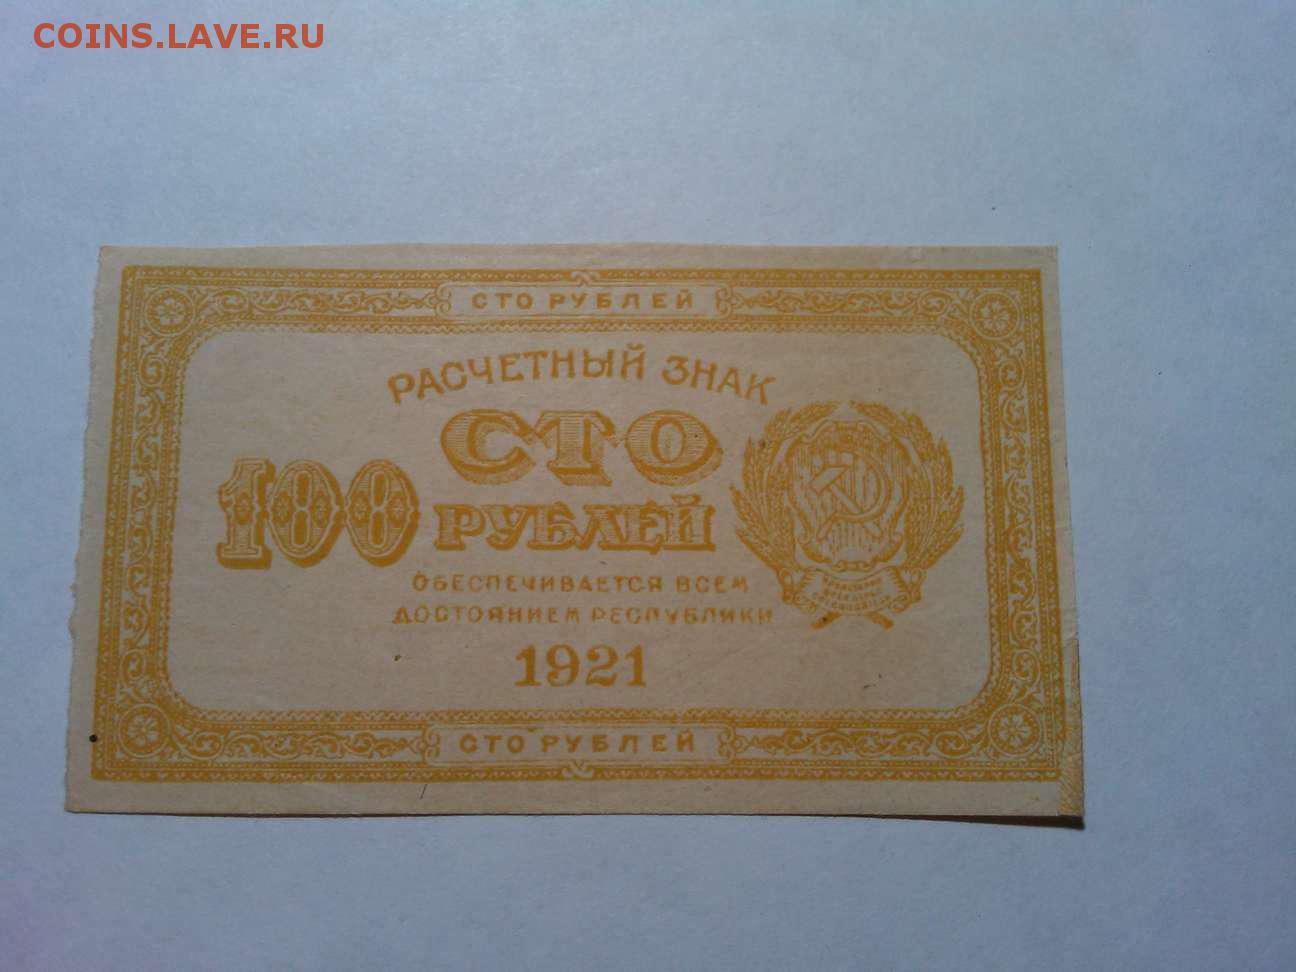 COINS.LAVE.RU
СТО РУБЛЕЙ
РАСЧЕТНЫЙ ЗНАК
100 СТО
РУБЛЕЙ
ОБЕСПЕЧИВАЕТСЯ ВСЕМ
ДОСТОЯНИЕМ РЕСПУБЛИКИ
1921
СТО РУБЛЕЙ